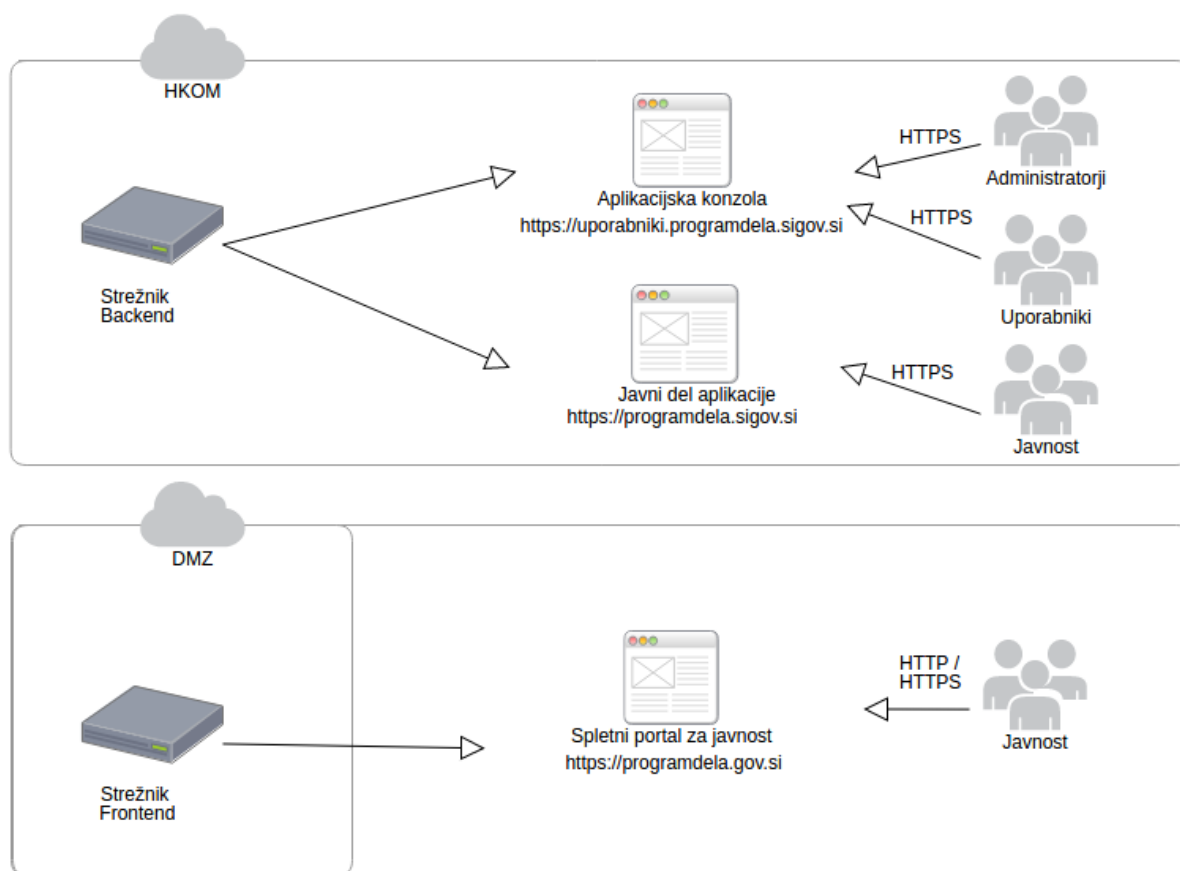 HKOM
Strežnik
Backend
Aplikacijska konzola
https://uporabniki.programdela.sigov.si
Javni del aplikacije
https://programdela.sigov.si
HTTPS
Administratorji
HTTPS
Uporabniki
HTTPS
Javnost
DMZ
Strežnik
Frontend
Spletni portal za javnost
https://programdela.gov.si
HTTP /
HTTPS
Javnost